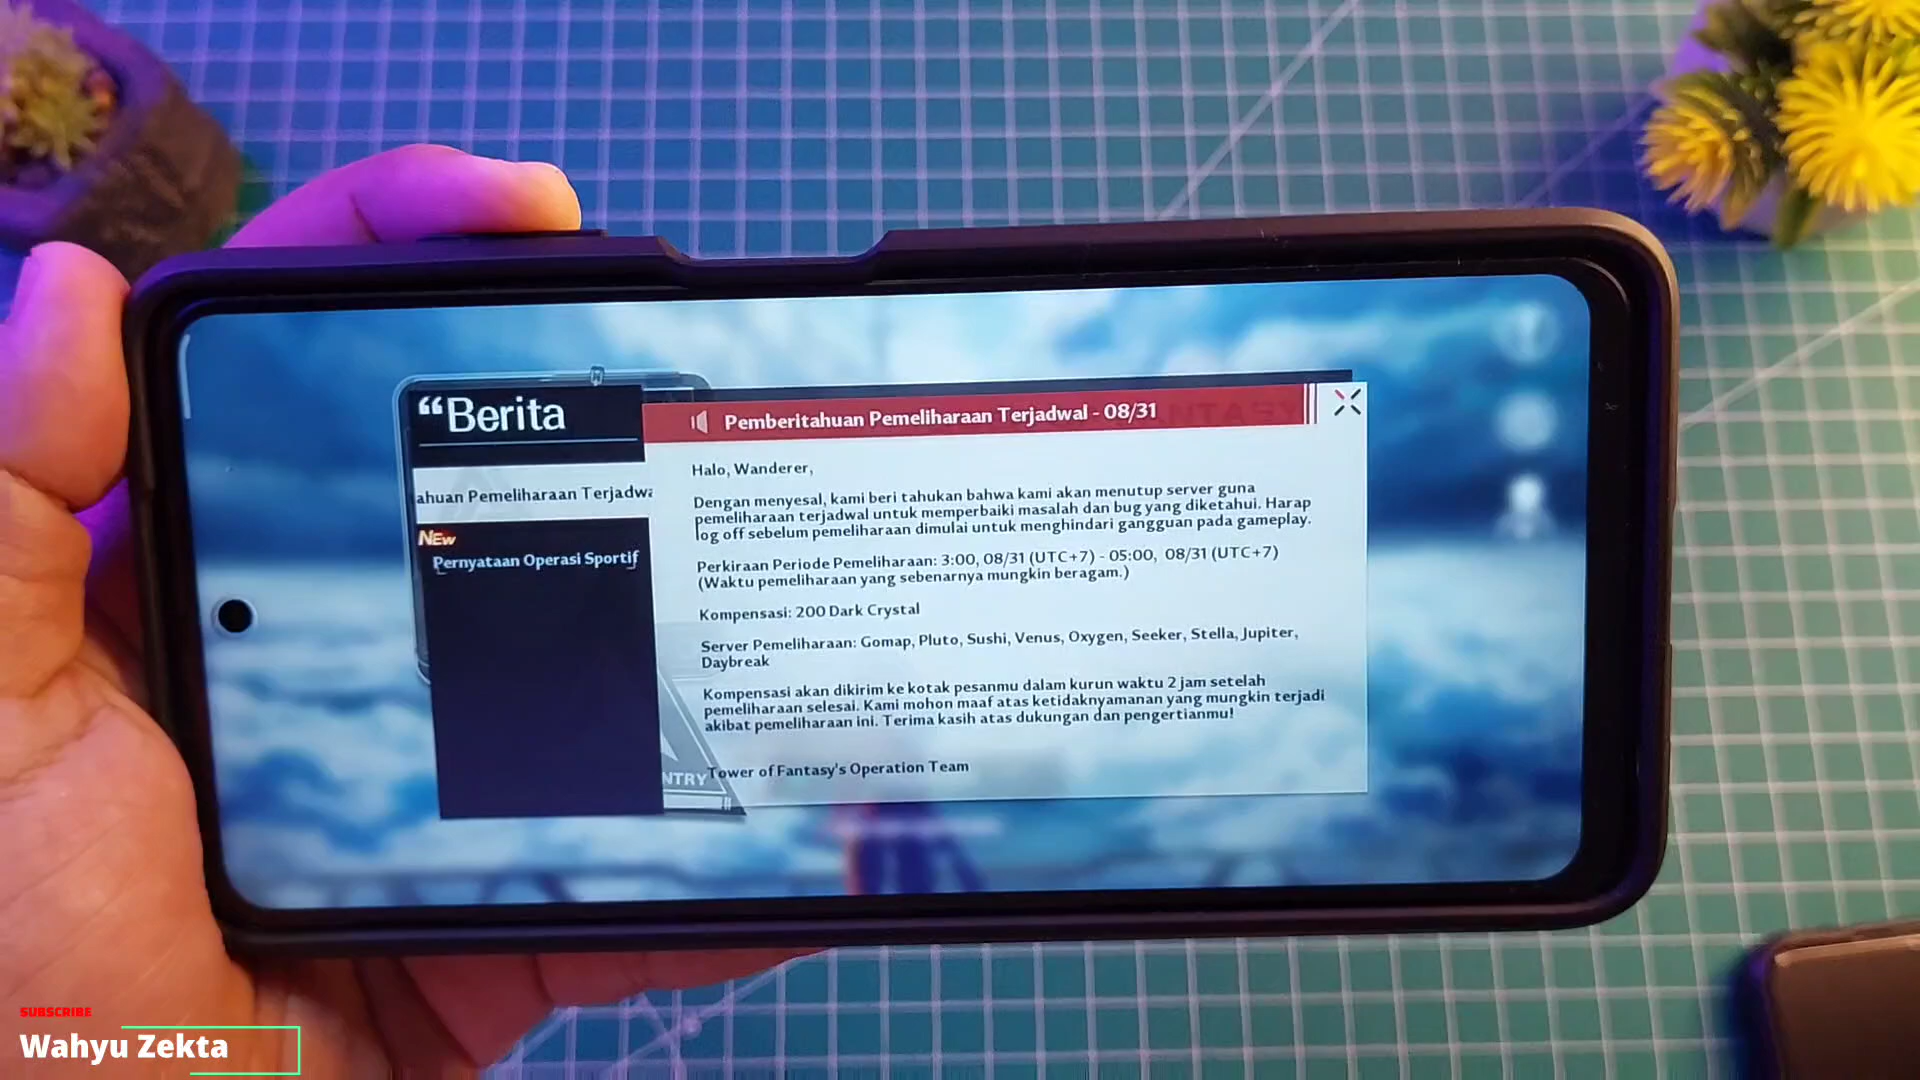 “Berita
ahuan Pemeliharaan Terjadwa
New
Pernyataan Operasi Sportif
Pemberitahuan Pemeliharaan Terjadwal - 08/31
Halo, Wanderer,
Dengan menyesal, kami beri tahukan bahwa kami akan menutup server guna
pemeliharaan terjadwal untuk memperbaiki masalah dan bug yang diketahui. Harap
log off sebelum pemeliharaan dimulai untuk menghindari gangguan pada gameplay.
Perkiraan Periode Pemeliharaan: 3:00, 08/31 (UTC+7) - 05:00, 08/31 (UTC+7)
(Waktu pemeliharaan yang sebenarnya mungkin beragam.)
Kompensasi: 200 Dark Crystal
Server Pemeliharaan: Gomap, Pluto, Sushi, Venus, Oxygen, Seeker, Stella, Jupiter,
Daybreak
Kompensasi akan dikirim ke kotak pesanmu dalam kurun waktu 2 jam setelah
pemeliharaan selesai. Kami mohon maaf atas ketidaknyamanan yang mungkin terjadi
akibat pemeliharaan ini. Terima kasih atas dukungan dan pengertianmu!
NTRY
Tower of Fantasy's Operation Team
SUBSCRIBE
Wahyu Zekta